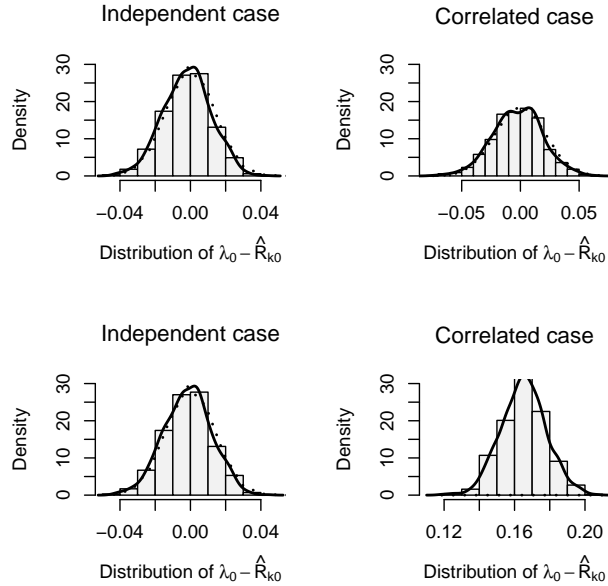 Independent case
Correlated case
Density
0 10 20 30
−0.04 0.00 0.04
Distribution of λ₀ − R̂ₖ₀
Density
0 10 20 30
−0.05 0.00 0.05
Distribution of λ₀ − R̂ₖ₀
Independent case
Correlated case
Density
0 10 20 30
−0.04 0.00 0.04
Distribution of λ₀ − R̂ₖ₀
Density
0 10 20 30
0.12 0.16 0.20
Distribution of λ₀ − R̂ₖ₀